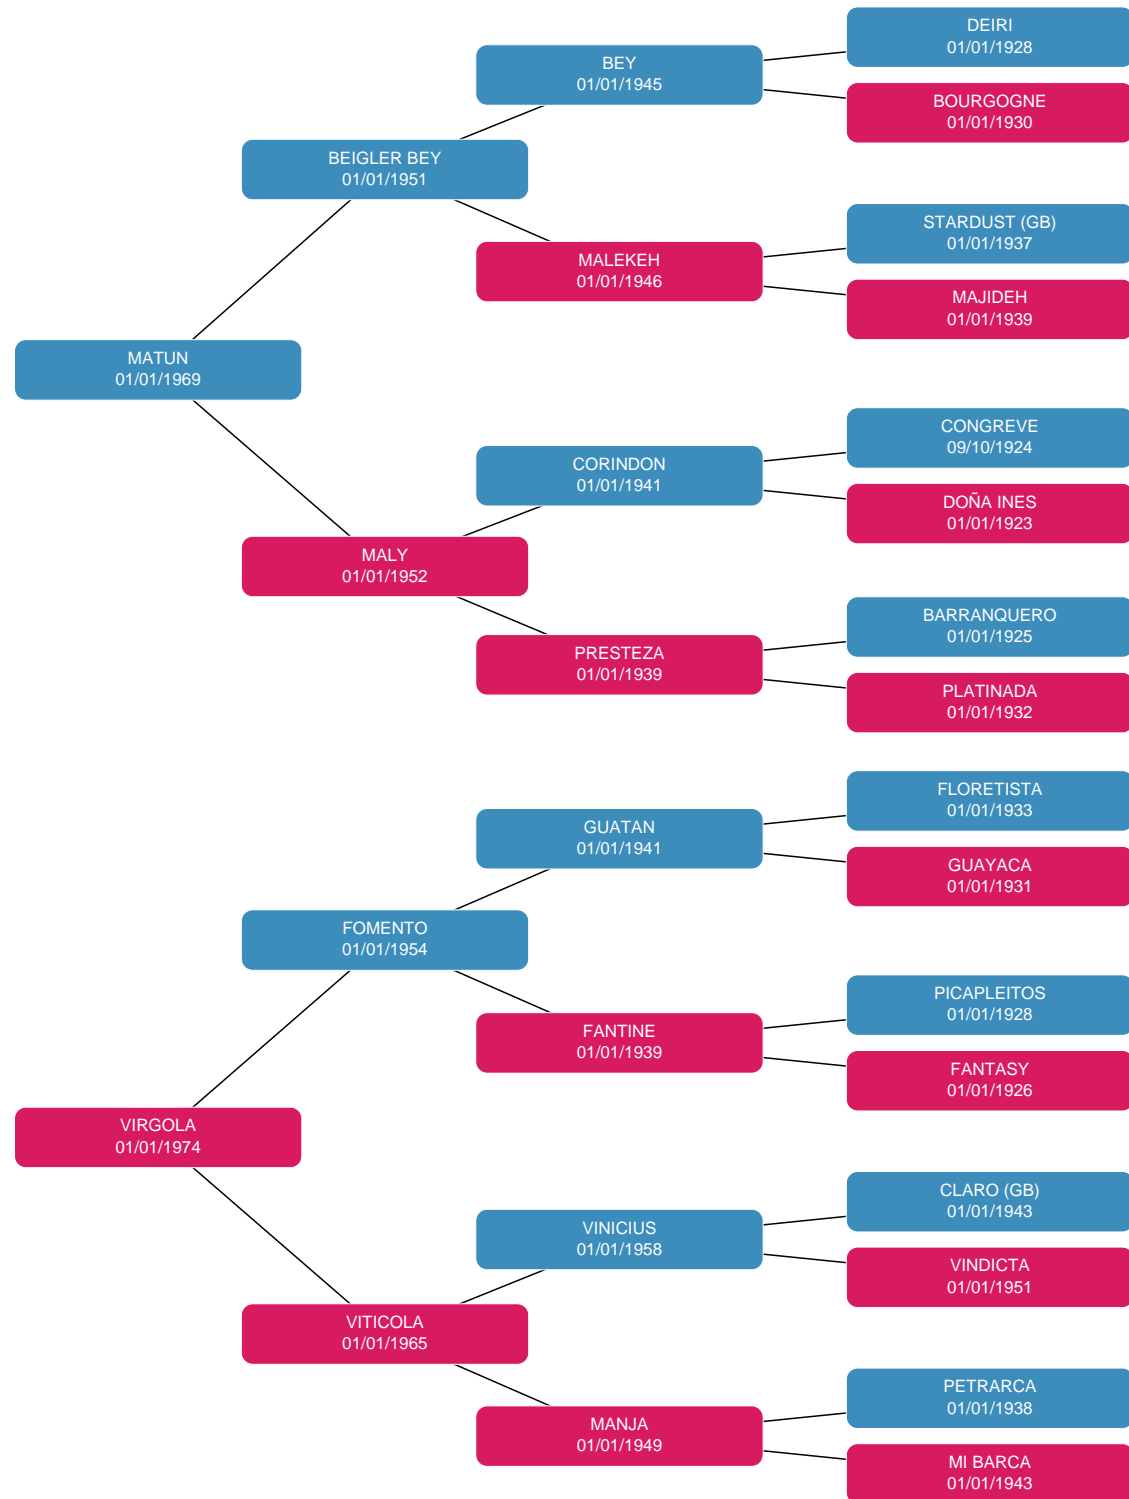 DEIRI
01/01/1928
BEY
01/01/1945
BOURGOGNE
01/01/1930
BEIGLER BEY
01/01/1951
STARDUST (GB)
01/01/1937
MALEKEH
01/01/1946
MAJIDEH
01/01/1939
MATUN
01/01/1969
CONGREVE
09/10/1924
CORINDON
01/01/1941
DOÑA INES
01/01/1923
MALY
01/01/1952
BARRANQUERO
01/01/1925
PRESTEZA
01/01/1939
PLATINADA
01/01/1932
FLORETISTA
01/01/1933
GUATAN
01/01/1941
GUAYACA
01/01/1931
FOMENTO
01/01/1954
PICAPLEITOS
01/01/1928
FANTINE
01/01/1939
FANTASY
01/01/1926
VIRGOLA
01/01/1974
CLARO (GB)
01/01/1943
VINICIUS
01/01/1958
VINDICTA
01/01/1951
VITICOLA
01/01/1965
PETRARCA
01/01/1938
MANJA
01/01/1949
MI BARCA
01/01/1943